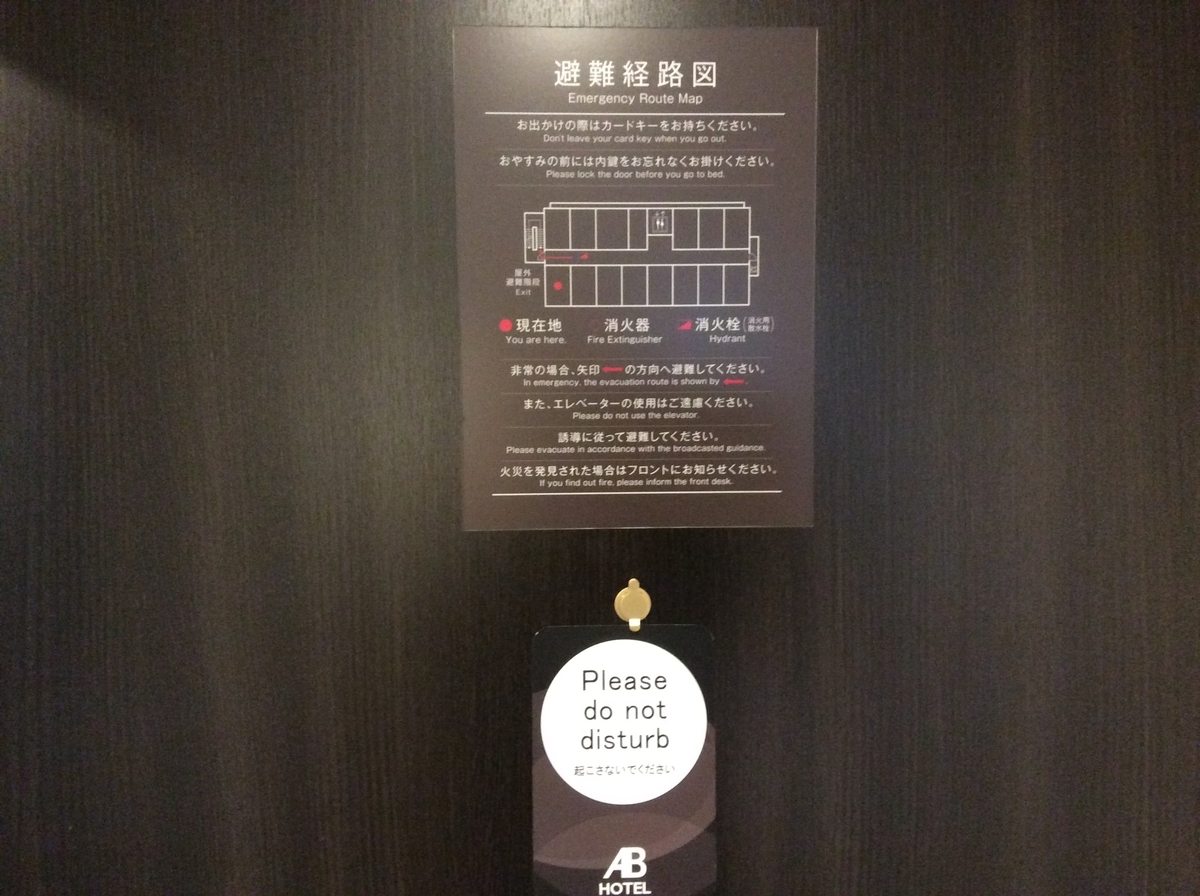 避難経路図
Emergency Route Map
お出かけの際はカードキーをお持ちください。
Don't leave your card key when you go out.
おやすみの前には内鍵をお忘れなくお掛けください。
Please lock the door before you go to bed.
屋外
避難階段
Exit
現在地 消火器 消火栓(消火用散水栓)
You are here. Fire Extinguisher Hydrant
非常の場合、矢印の方向へ避難してください。
In emergency, the evacuation route is shown by .
また、エレベーターの使用はご遠慮ください。
Please do not use the elevator.
誘導に従って避難してください。
Please evacuate in accordance with the broadcasted guidance.
火災を発見された場合はフロントにお知らせください。
If you find out fire, please inform the front desk.
Please
do not
disturb
起こさないでください
AB
HOTEL